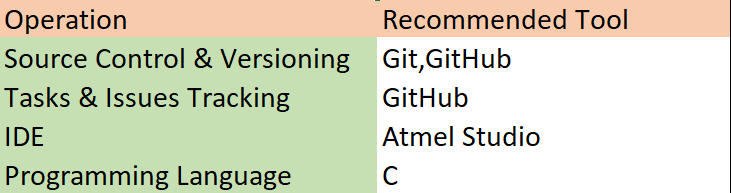 Operation Recommended Tool
Source Control & Versioning Git,GitHub
Tasks & Issues Tracking GitHub
IDE Atmel Studio
Programming Language C